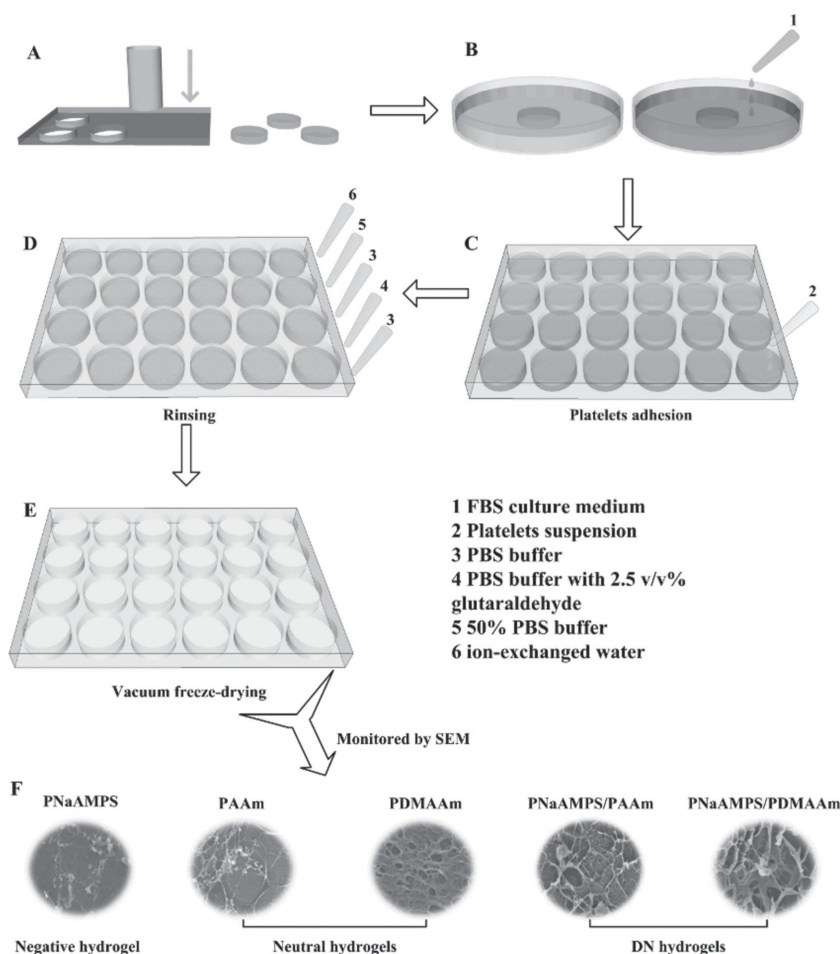 A
1
B
D
6
5
3
4
3
C
2
Rinsing
Platelets adhesion
E
1 FBS culture medium
2 Platelets suspension
3 PBS buffer
4 PBS buffer with 2.5 v/v%
glutaraldehyde
5 50% PBS buffer
6 ion-exchanged water
Vacuum freeze-drying
Monitored by SEM
F
PNaAMPS PAAm PDMAAm PNaAMPS/PAAm PNaAMPS/PDMAAm
Negative hydrogel Neutral hydrogels DN hydrogels